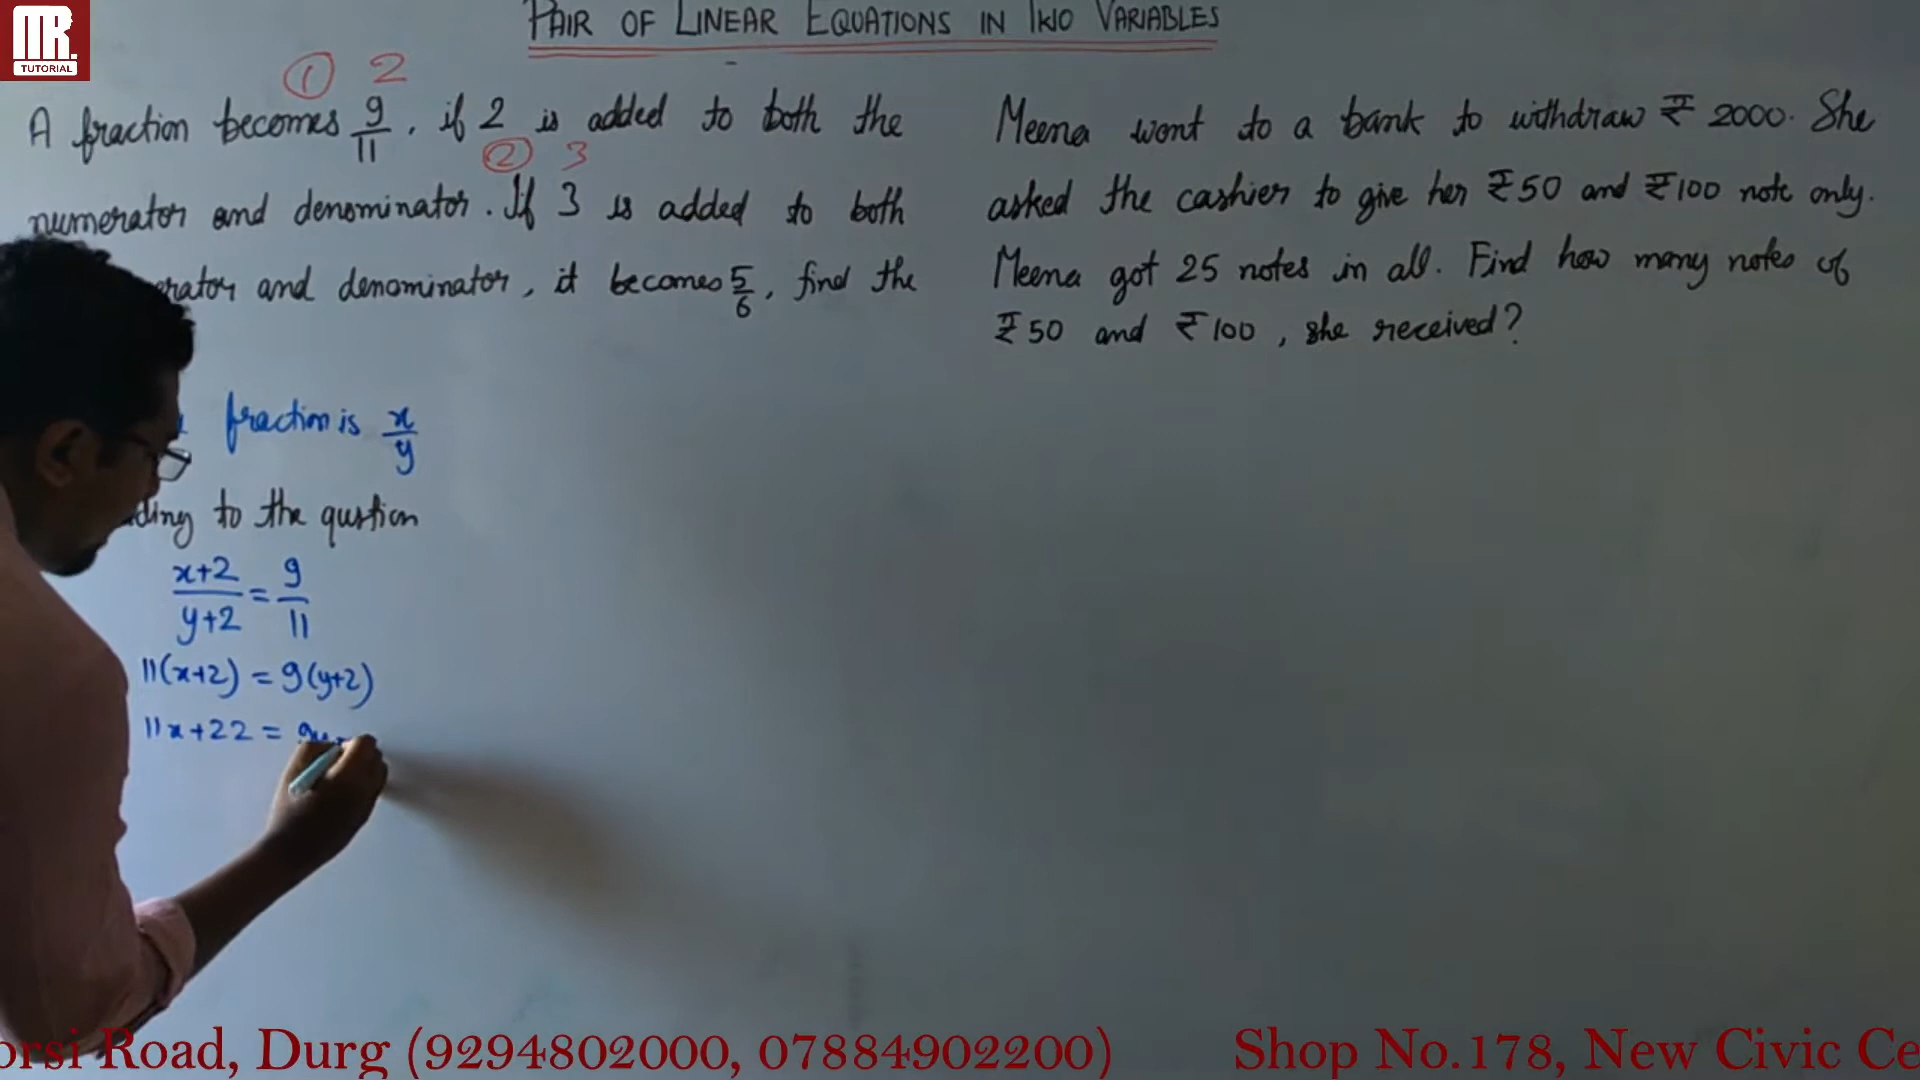 MR.
TUTORIAL
PAIR OF LINEAR EQUATIONS IN TWO VARIABLES
① 2
A fraction becomes 9/11, if 2 is added to both the
② 3
numerator and denominator. If 3 is added to both
erator and denominator, it becomes 5/6, find the
fraction is x/y
ding to the qustion
x+2/y+2 = 9/11
11(x+2) = 9(y+2)
11x+22 = 9y
Meena went to a bank to withdraw ₹ 2000. She
asked the cashier to give her ₹50 and ₹100 note only.
Meena got 25 notes in all. Find how many notes of
₹50 and ₹100, she received?
orsi Road, Durg (9294802000, 07884902200) Shop No.178, New Civic Ce